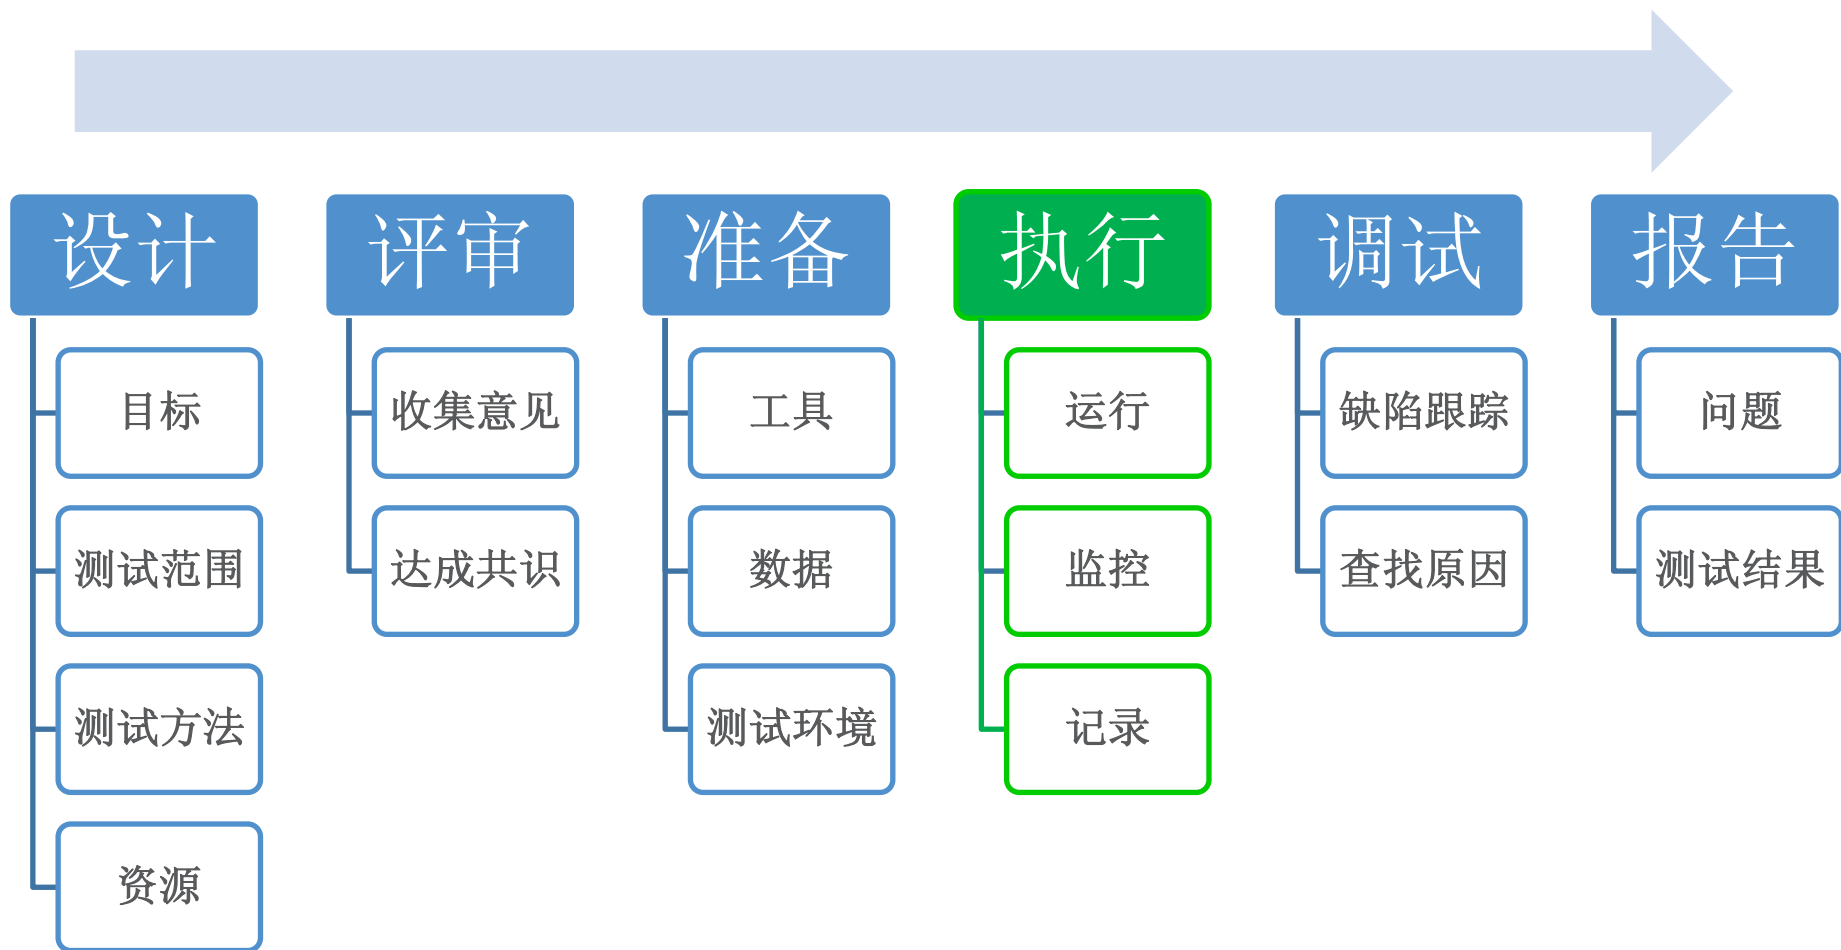 设计
目标
测试范围
测试方法
资源
评审
收集意见
达成共识
准备
工具
数据
测试环境
执行
运行
监控
记录
调试
缺陷跟踪
查找原因
报告
问题
测试结果